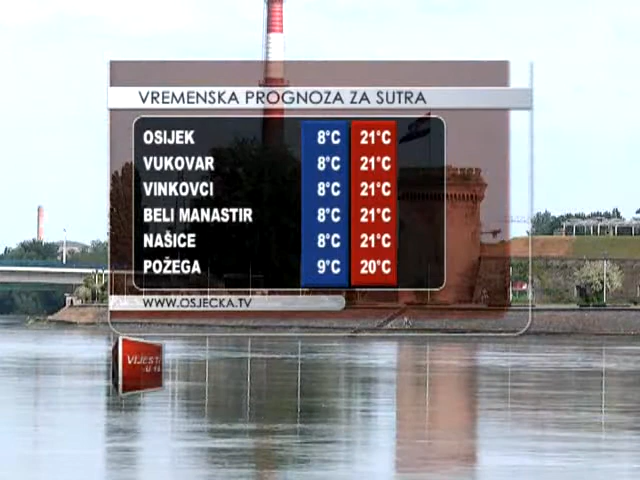 VREMENSKA PROGNOZA ZA SUTRA
OSIJEK 8°C 21°C
VUKOVAR 8°C 21°C
VINKOVCI 8°C 21°C
BELI MANASTIR 8°C 21°C
NAŠICE 8°C 21°C
POŽEGA 9°C 20°C
WWW.OSJECKA.TV
VIJESTI